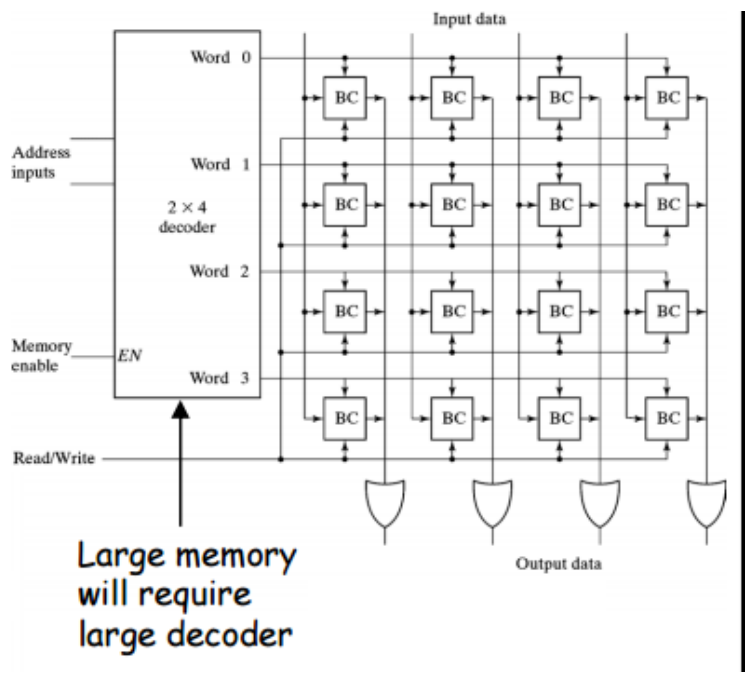 Input data
Word 0
BC BC BC BC
Address
inputs
Word 1
2 × 4
decoder
BC BC BC BC
Word 2
BC BC BC BC
Memory
enable
EN
Word 3
BC BC BC BC
Read/Write
Output data
Large memory
will require
large decoder